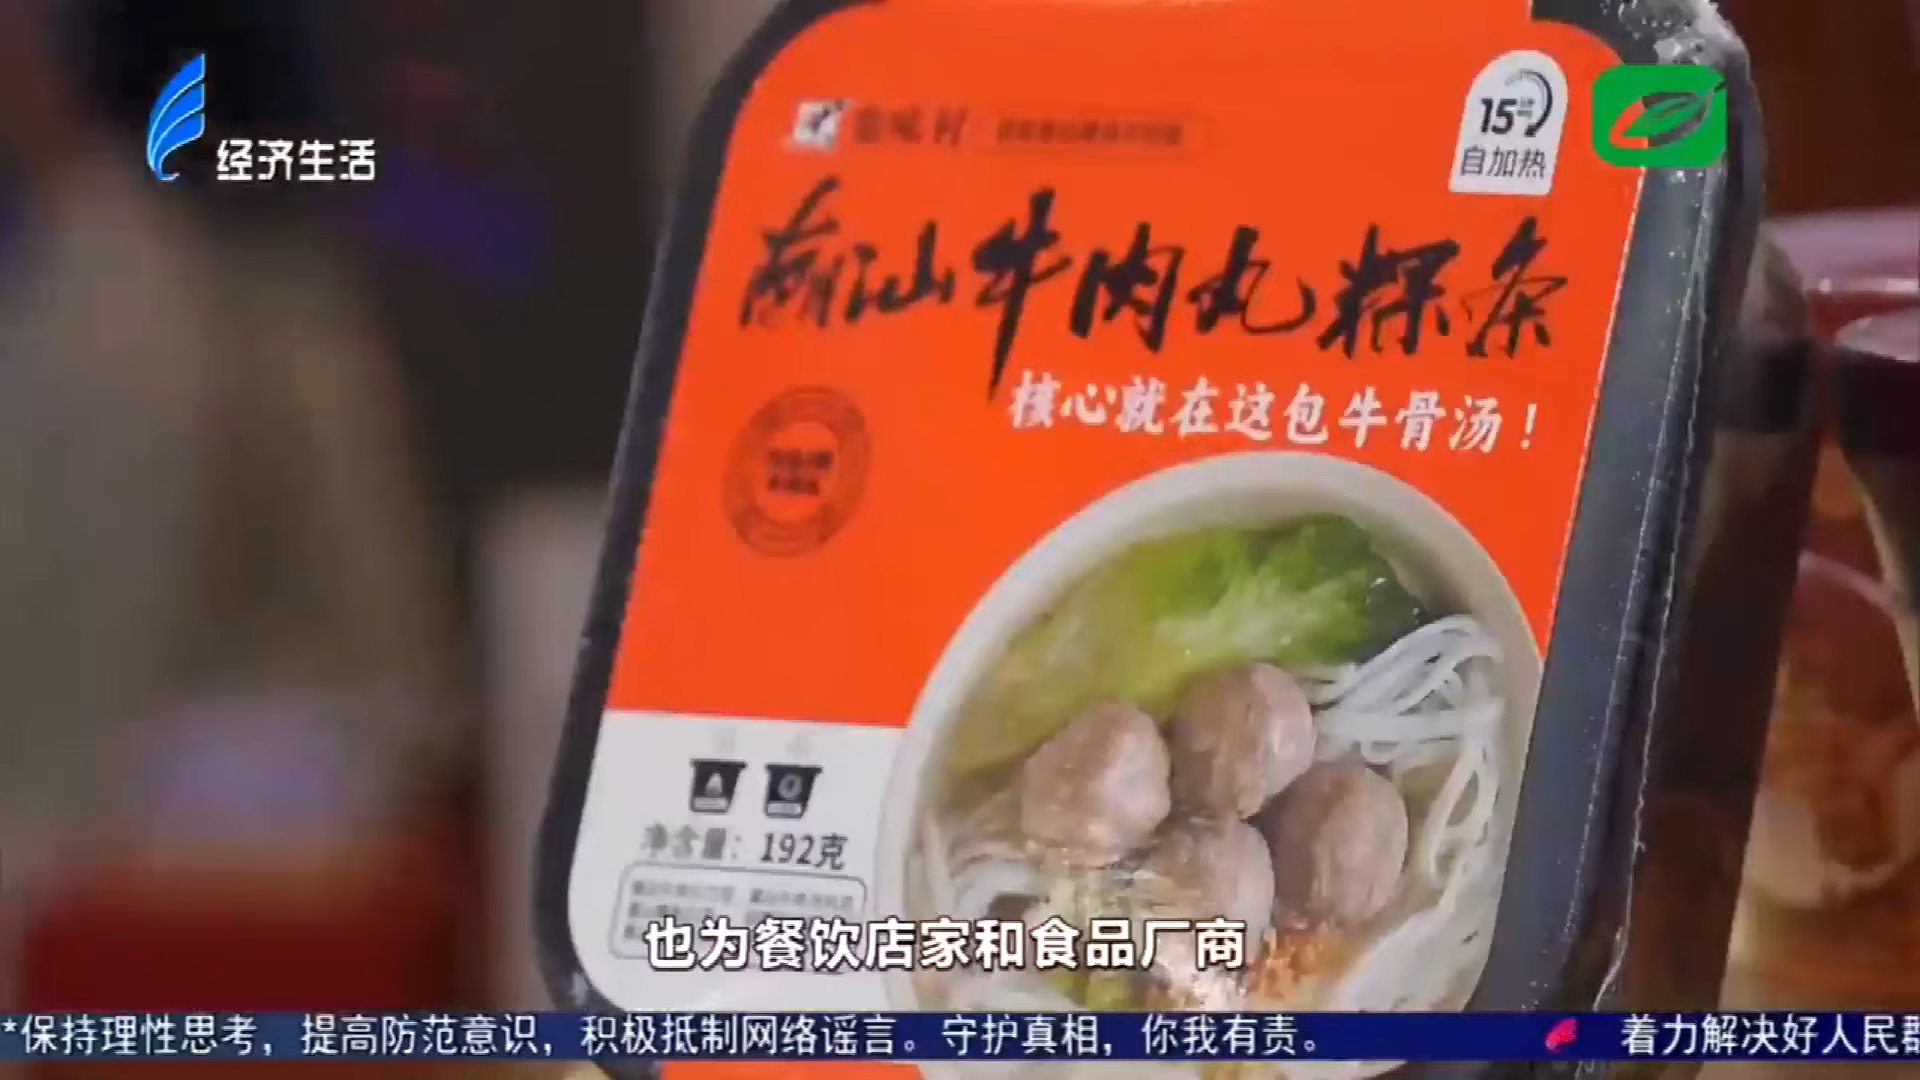 经济生活
15分钟
自加热
潮汕牛肉丸粿条
核心就在这包牛骨汤！
净含量：192克
也为餐饮店家和食品厂商
*保持理性思考，提高防范意识，积极抵制网络谣言。守护真相，你我有责。 着力解决好人民群